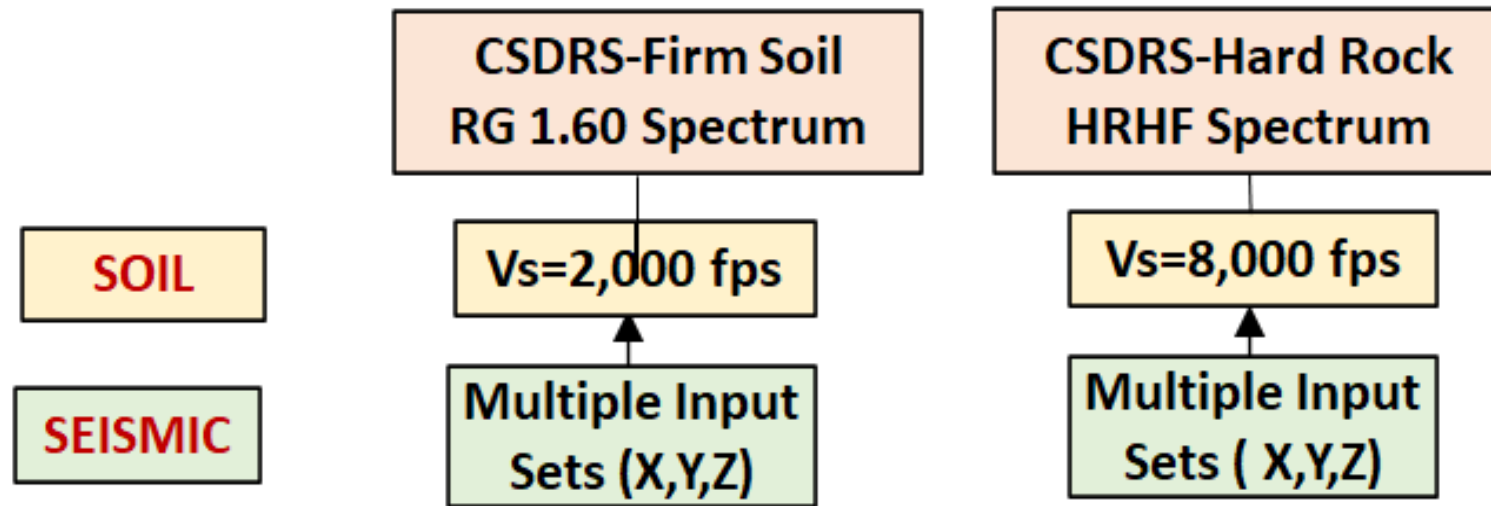 CSDRS-Firm Soil
RG 1.60 Spectrum
CSDRS-Hard Rock
HRHF Spectrum
SOIL
Vs=2,000 fps
Vs=8,000 fps
SEISMIC
Multiple Input
Sets (X,Y,Z)
Multiple Input
Sets ( X,Y,Z)